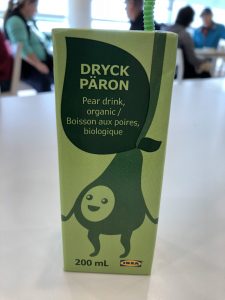 DRYCK
PÄRON
Pear drink,
organic /
Boisson aux poires,
biologique
200 mL
IKEA